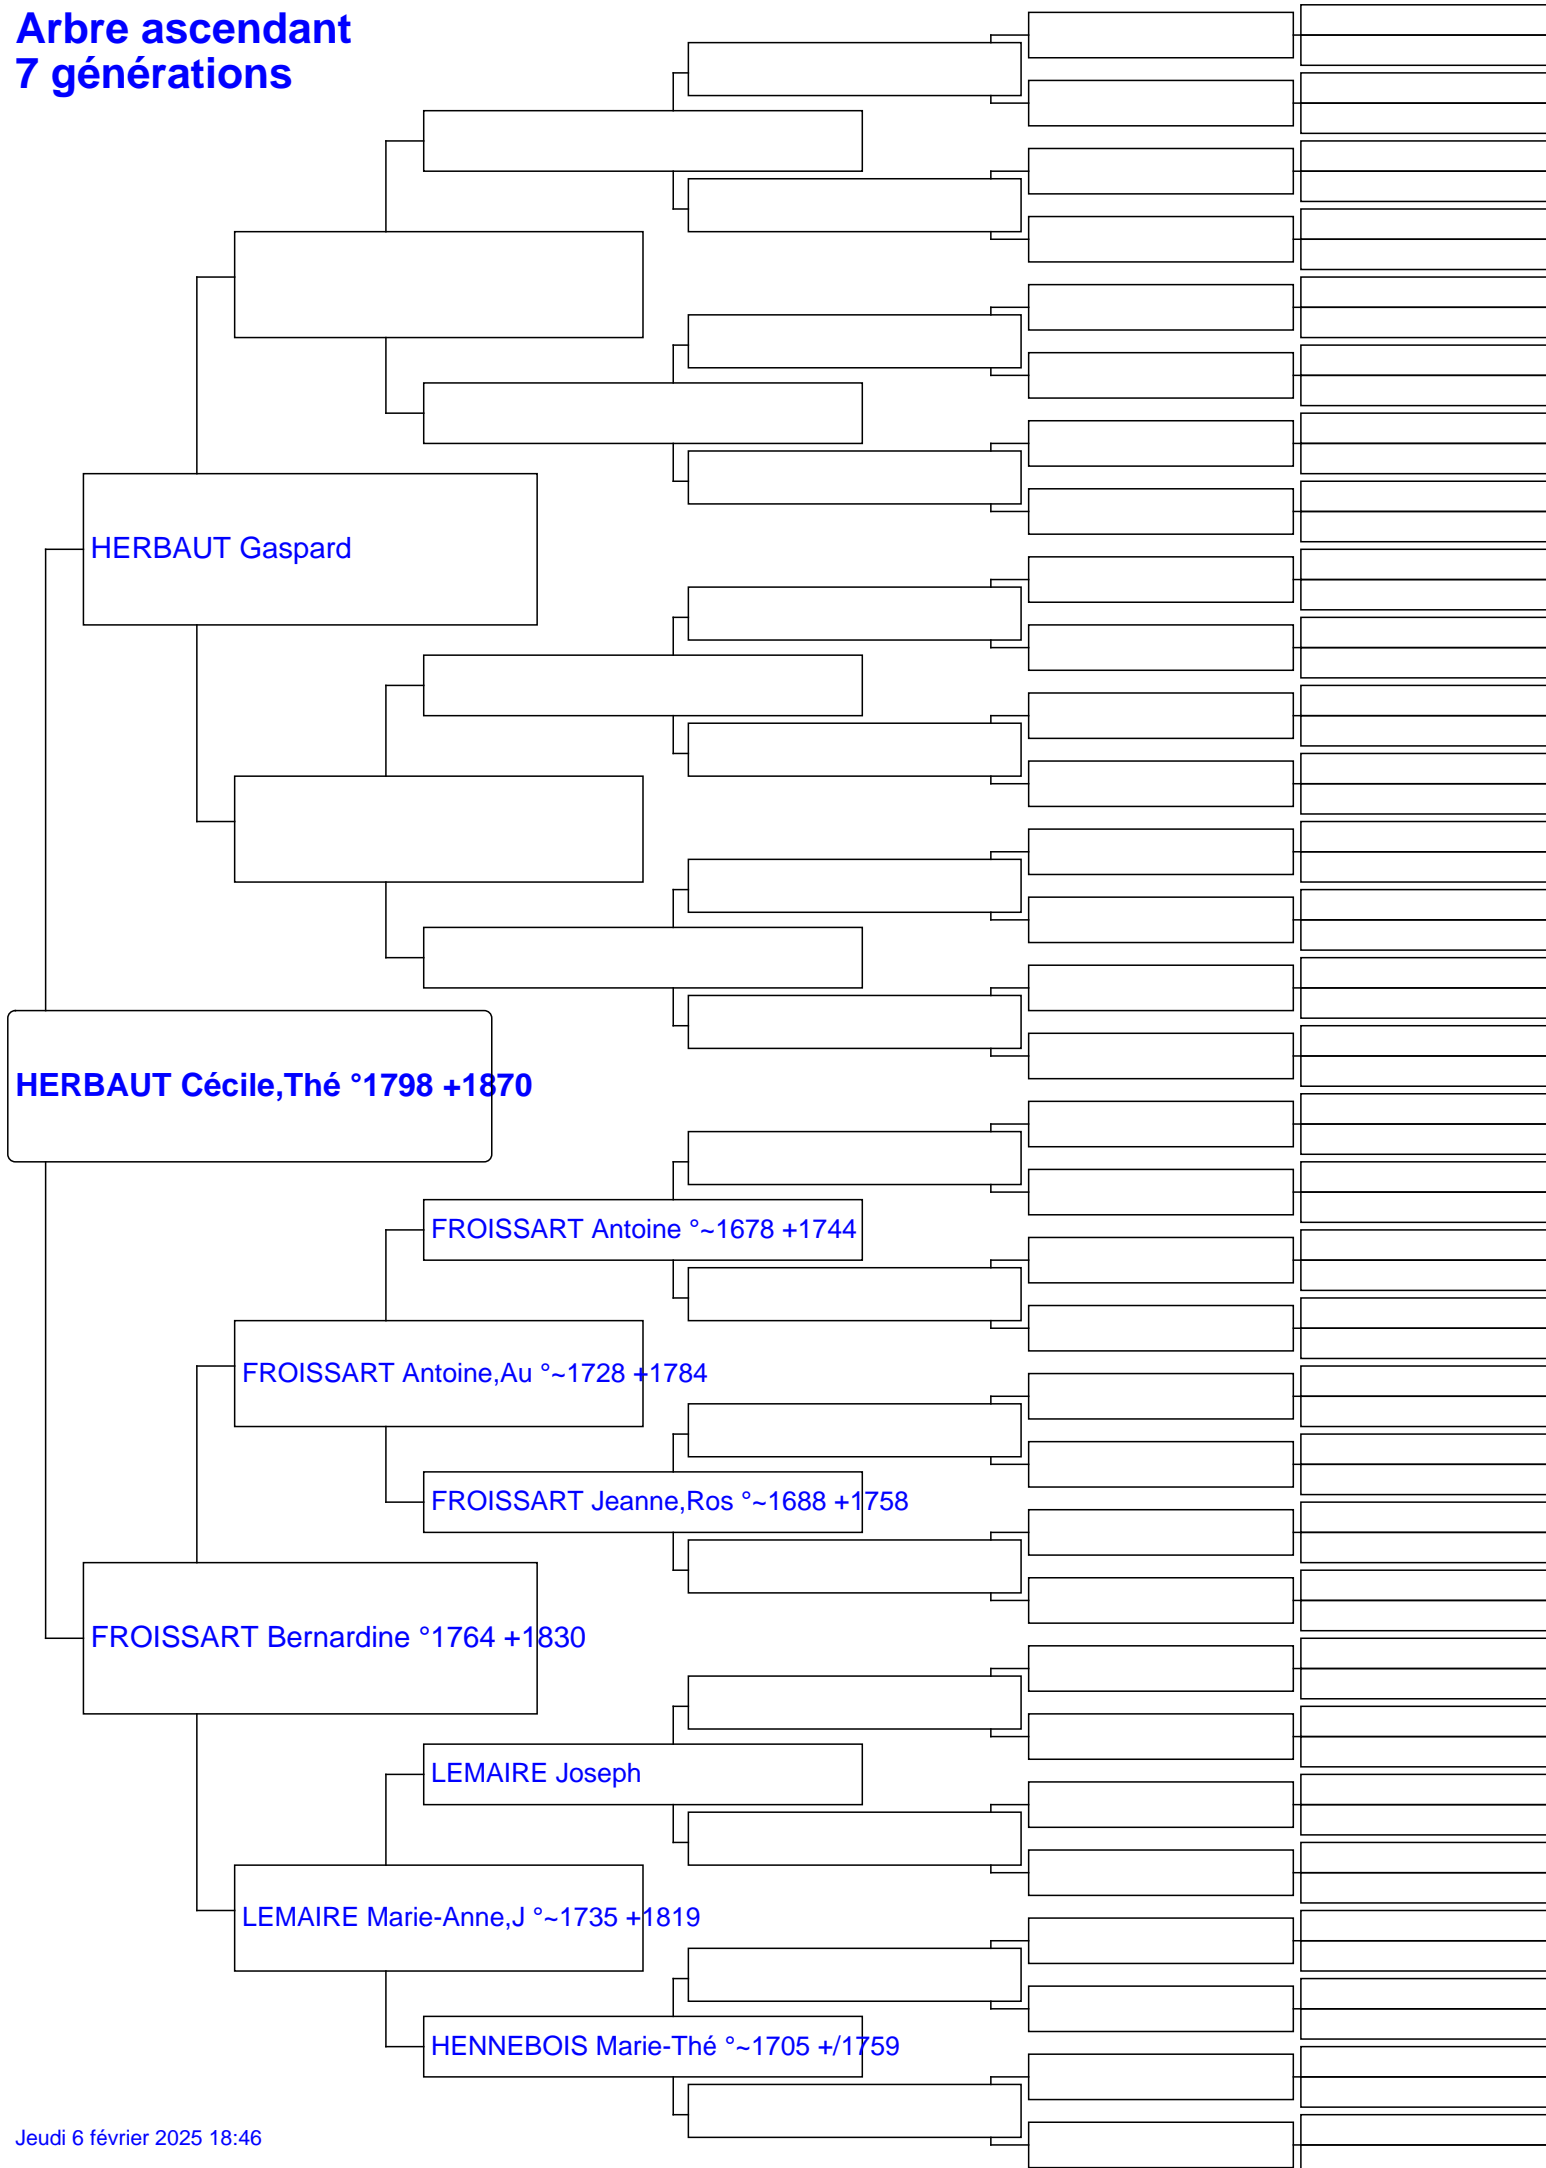 Arbre ascendant
7 générations
HERBAUT Gaspard
HERBAUT Cécile,Thé °1798 +1870
FROISSART Antoine °~1678 +1744
FROISSART Antoine,Au °~1728 +1784
FROISSART Jeanne,Ros °~1688 +1758
FROISSART Bernardine °1764 +1830
LEMAIRE Joseph
LEMAIRE Marie-Anne,J °~1735 +1819
HENNEBOIS Marie-Thé °~1705 +/1759
Jeudi 6 février 2025 18:46